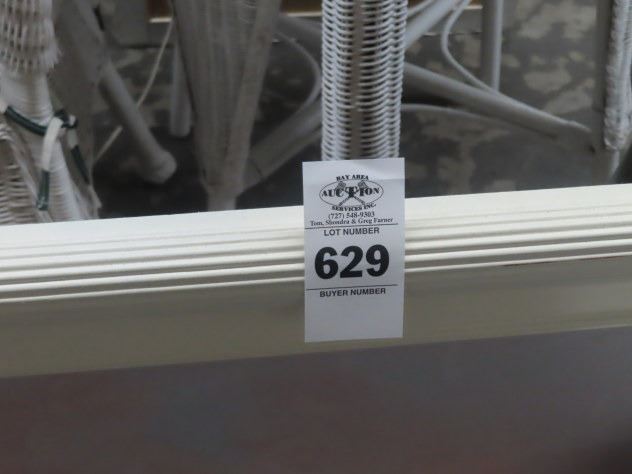 BAY AREA
AUCTION
SERVICES INC.
(727) 548-9303
Tom, Shondra & Greg Farner
LOT NUMBER
629
BUYER NUMBER